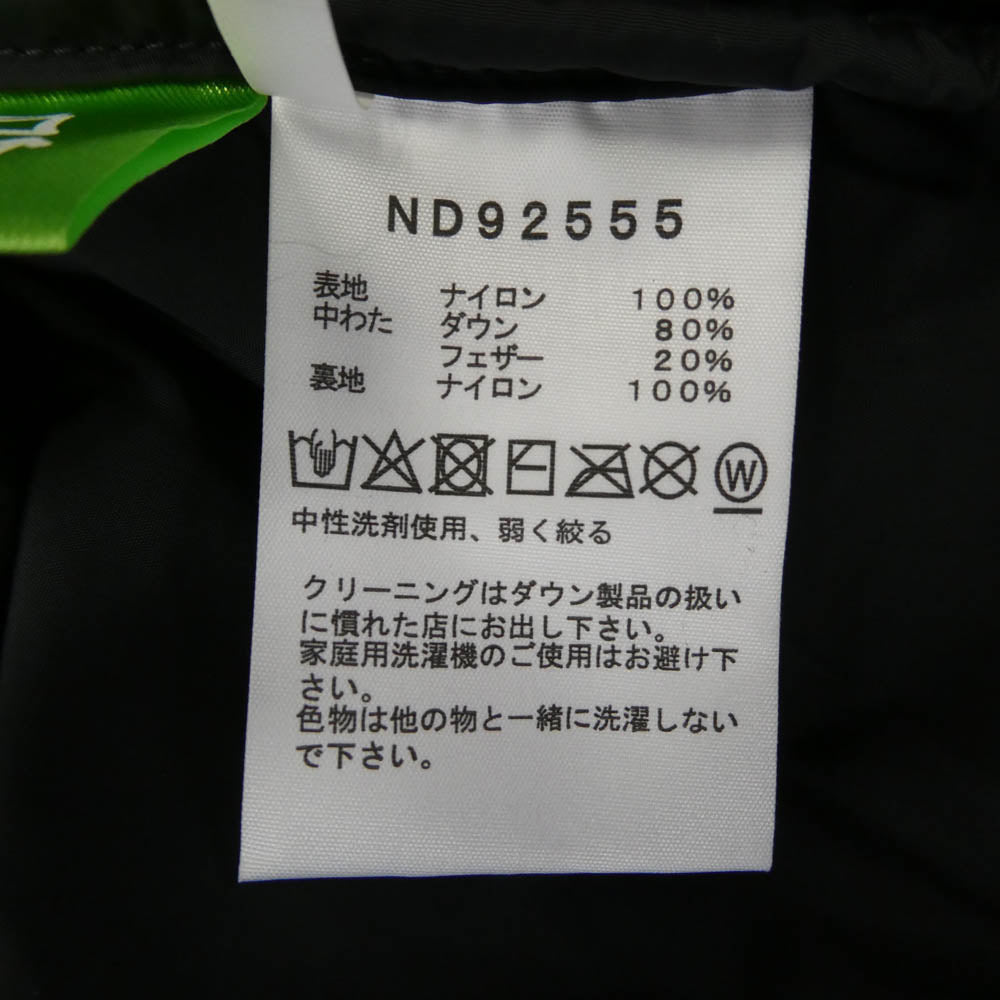 ND92555
表地 ナイロン 100%
中わた ダウン 80%
フェザー 20%
裏地 ナイロン 100%
W
中性洗剤使用、弱く絞る
クリーニングはダウン製品の扱い
に慣れた店にお出し下さい。
家庭用洗濯機のご使用はお避け下
さい。
色物は他の物と一緒に洗濯しない
で下さい。